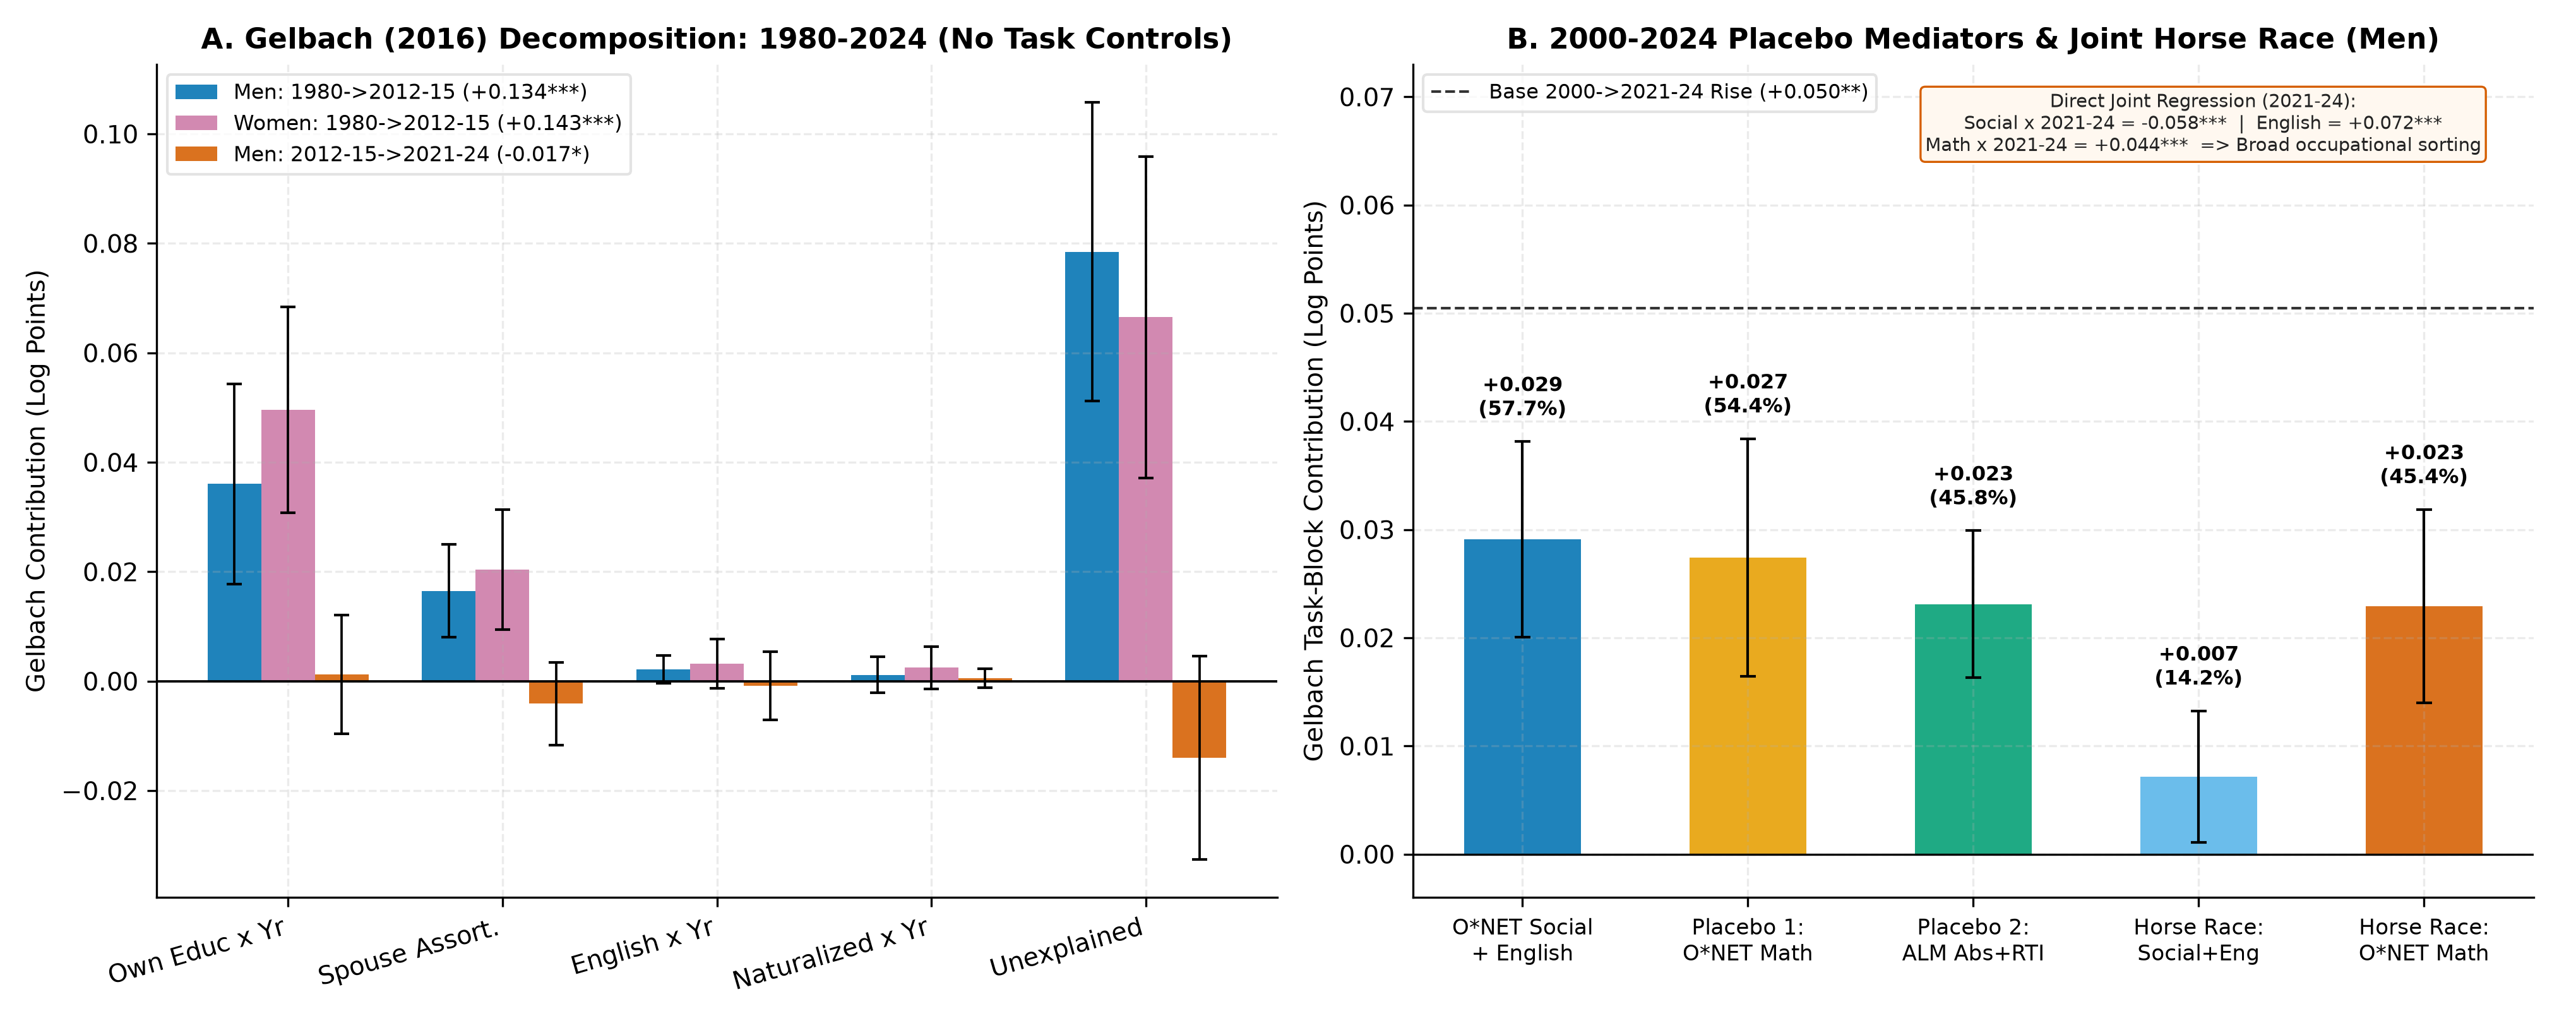 A. Gelbach (2016) Decomposition: 1980-2024 (No Task Controls)
Men: 1980->2012-15 (+0.134***)
Women: 1980->2012-15 (+0.143***)
Men: 2012-15->2021-24 (-0.017*)
Gelbach Contribution (Log Points)
0.10
0.08
0.06
0.04
0.02
0.00
−0.02
Own Educ x Yr
Spouse Assort.
English x Yr
Naturalized x Yr
Unexplained
B. 2000-2024 Placebo Mediators & Joint Horse Race (Men)
Base 2000->2021-24 Rise (+0.050**)
Direct Joint Regression (2021-24):
Social x 2021-24 = -0.058*** | English = +0.072***
Math x 2021-24 = +0.044*** => Broad occupational sorting
Gelbach Task-Block Contribution (Log Points)
0.07
0.06
0.05
0.04
0.03
0.02
0.01
0.00
+0.029
(57.7%)
+0.027
(54.4%)
+0.023
(45.8%)
+0.007
(14.2%)
+0.023
(45.4%)
O*NET Social
+ English
Placebo 1:
O*NET Math
Placebo 2:
ALM Abs+RTI
Horse Race:
Social+Eng
Horse Race:
O*NET Math